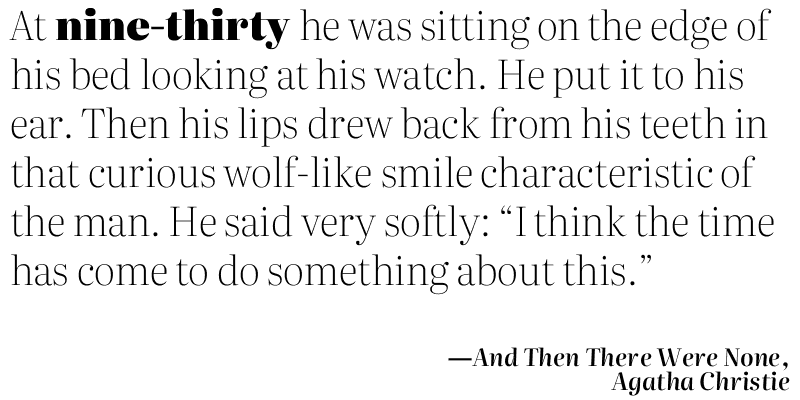 At nine-thirty he was sitting on the edge of
his bed looking at his watch. He put it to his
ear. Then his lips drew back from his teeth in
that curious wolf-like smile characteristic of
the man. He said very softly: “I think the time
has come to do something about this.”
—And Then There Were None,
Agatha Christie